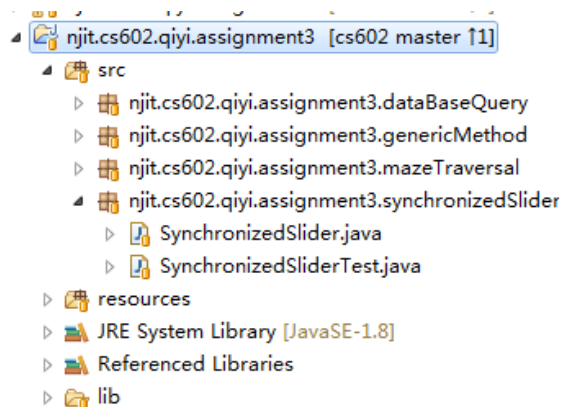 njit.cs602.qiyi.assignment3 [cs602 master ↑1]
src
njit.cs602.qiyi.assignment3.dataBaseQuery
njit.cs602.qiyi.assignment3.genericMethod
njit.cs602.qiyi.assignment3.mazeTraversal
njit.cs602.qiyi.assignment3.synchronizedSlider
SynchronizedSlider.java
SynchronizedSliderTest.java
resources
JRE System Library [JavaSE-1.8]
Referenced Libraries
lib